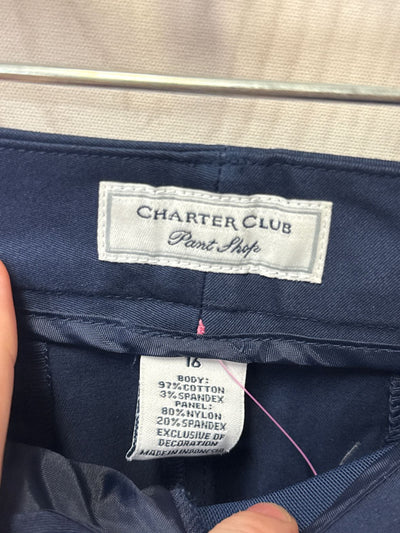 CHARTER CLUB
Pant Shop
16
BODY:
97% COTTON
3% SPANDEX
PANEL:
80% NYLON
20% SPANDEX
EXCLUSIVE OF
DECORATION
MADE IN INDONESIA